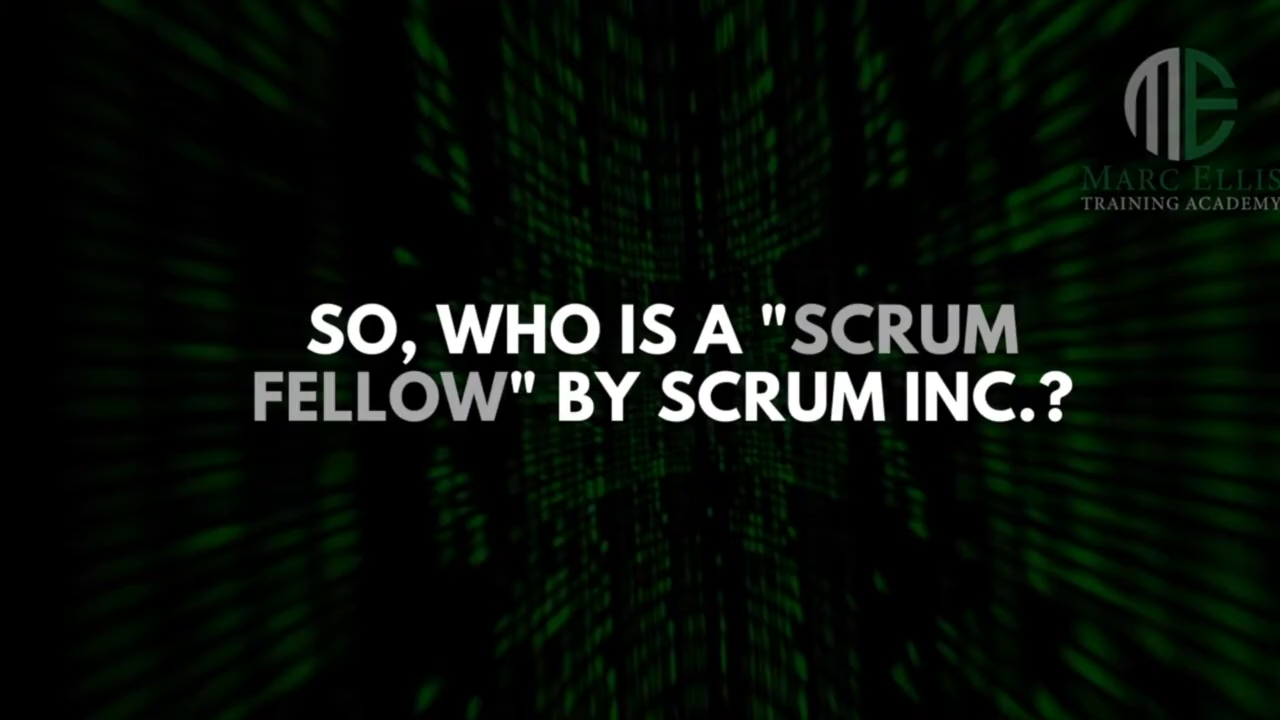 ME
MARC ELLIS
TRAINING ACADEMY
SO, WHO IS A "SCRUM
FELLOW" BY SCRUM INC.?